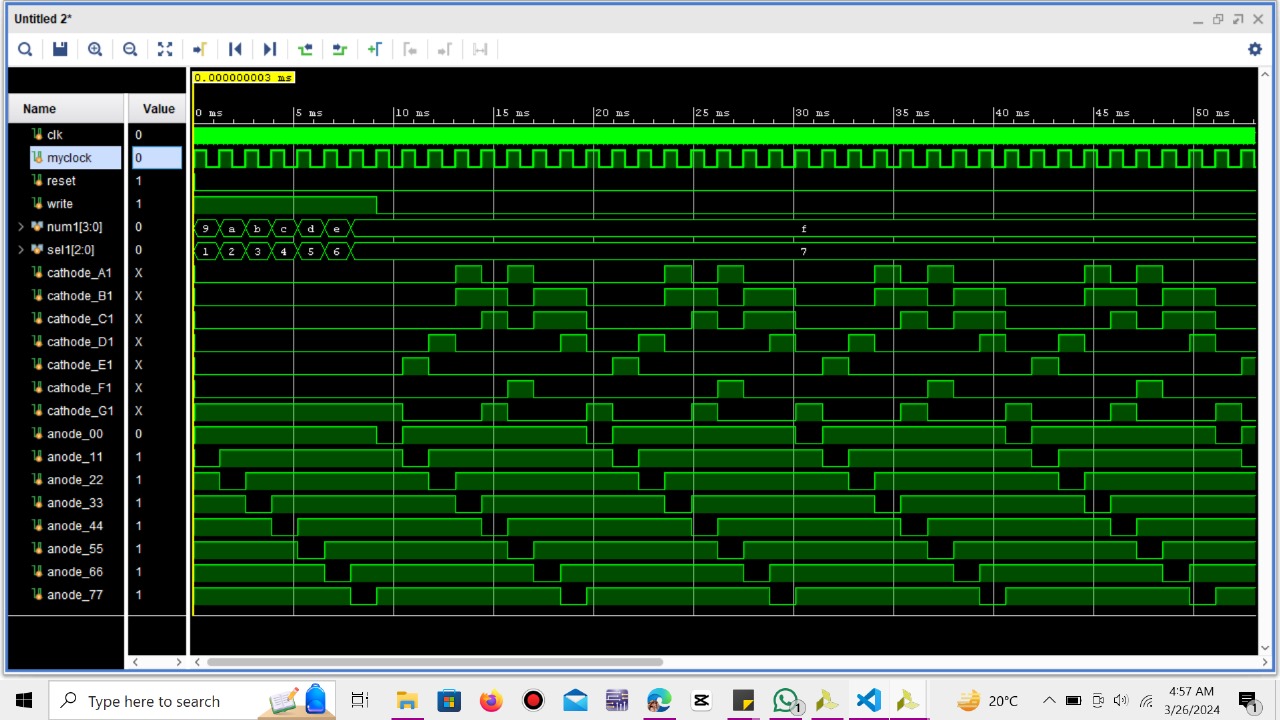 Untitled 2*
0.000000003 ms
Name Value
0 ms 5 ms 10 ms 15 ms 20 ms 25 ms 30 ms 35 ms 40 ms 45 ms 50 ms
clk 0
myclock 0
reset 1
write 1
num1[3:0] 0 9 a b c d e f
sel1[2:0] 0 1 2 3 4 5 6 7
cathode_A1 X
cathode_B1 X
cathode_C1 X
cathode_D1 X
cathode_E1 X
cathode_F1 X
cathode_G1 X
anode_00 0
anode_11 1
anode_22 1
anode_33 1
anode_44 1
anode_55 1
anode_66 1
anode_77 1
Type here to search
1
20°C
4:57 AM
3/26/2024
1